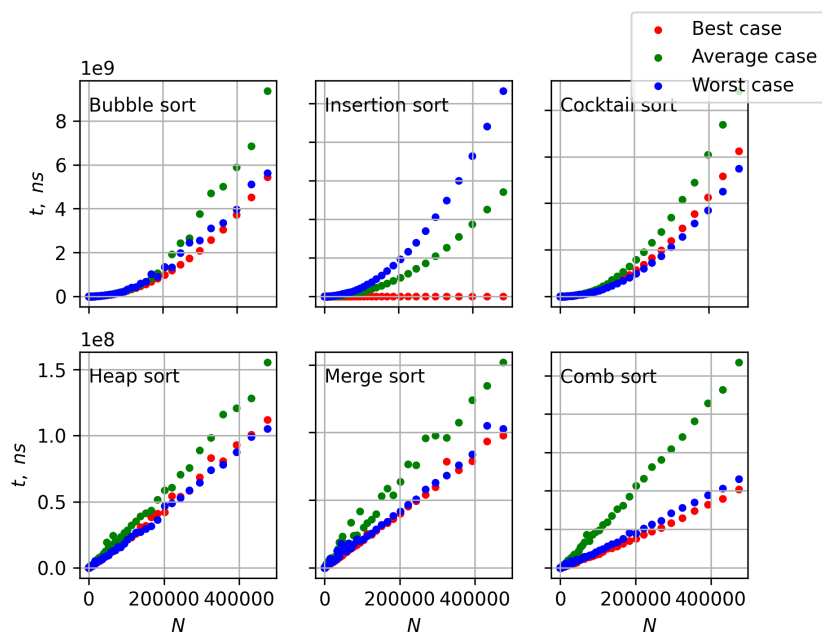 Best case
Average case
Worst case
1e9
Bubble sort
Insertion sort
Cocktail sort
8
6
4
2
0
t, ns
1e8
Heap sort
Merge sort
Comb sort
1.5
1.0
0.5
0.0
t, ns
0 200000 400000
0 200000 400000
0 200000 400000
N
N
N